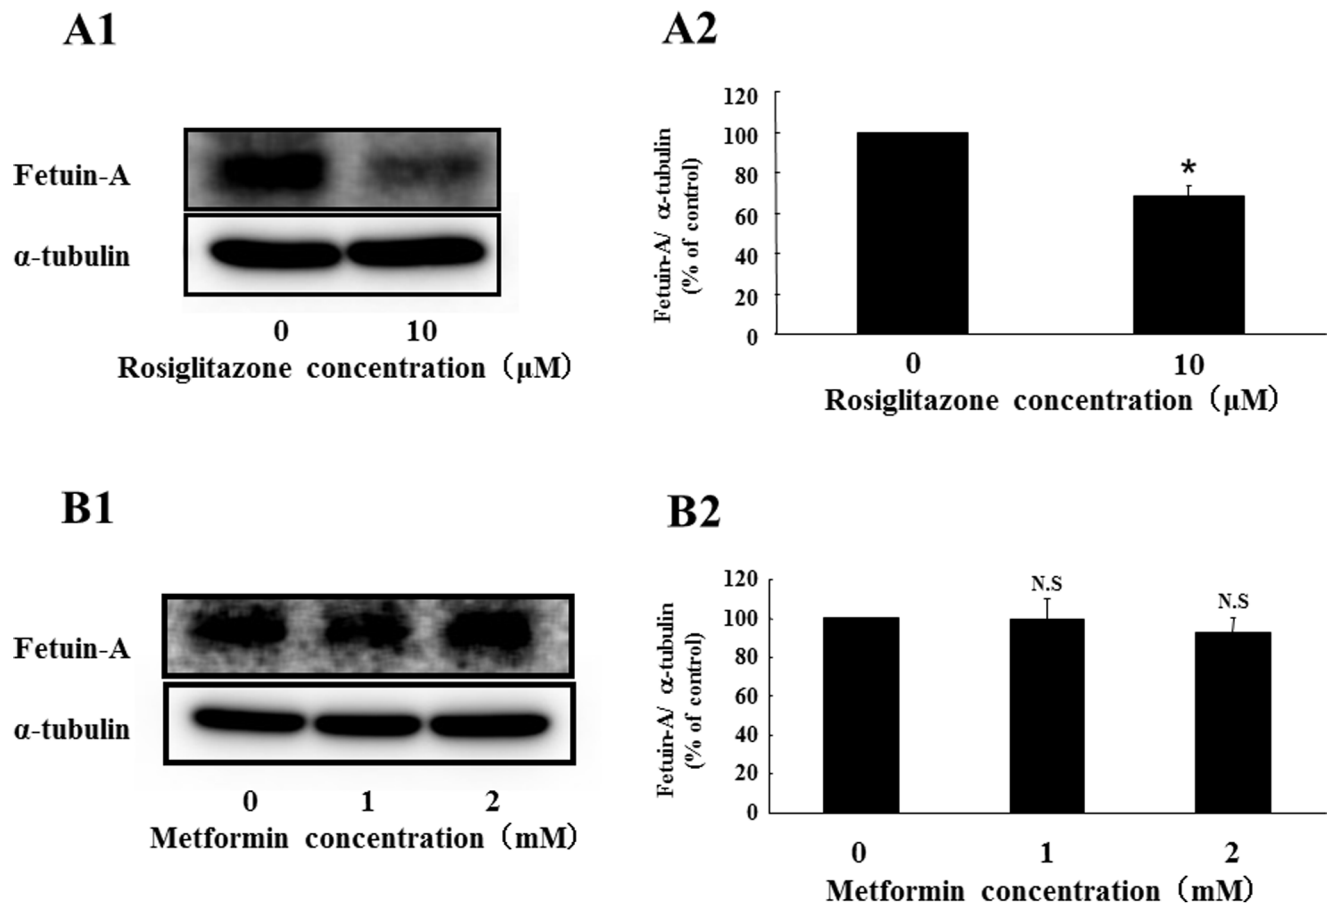 A1
Fetuin-A
α-tubulin
0 10
Rosiglitazone concentration (μM)
A2
Fetuin-A/ α-tubulin
(% of control)
120
100
80
60
40
20
0
*
0 10
Rosiglitazone concentration (μM)
B1
Fetuin-A
α-tubulin
0 1 2
Metformin concentration (mM)
B2
Fetuin-A/ α-tubulin
(% of control)
120
100
80
60
40
20
0
N.S
N.S
0 1 2
Metformin concentration (mM)